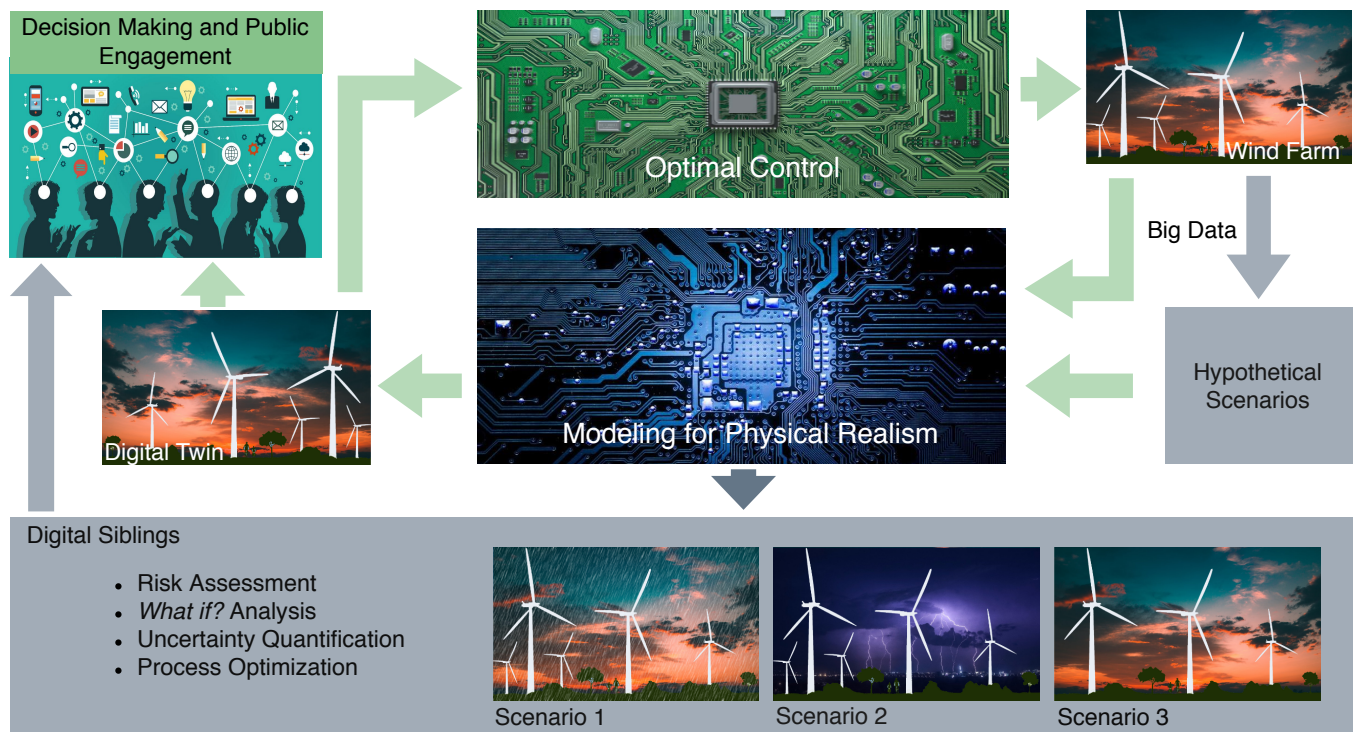 Decision Making and Public
Engagement
Optimal Control
Wind Farm
Big Data
Hypothetical
Scenarios
Modeling for Physical Realism
Digital Twin
Digital Siblings
• Risk Assessment
• What if? Analysis
• Uncertainty Quantification
• Process Optimization
Scenario 1
Scenario 2
Scenario 3